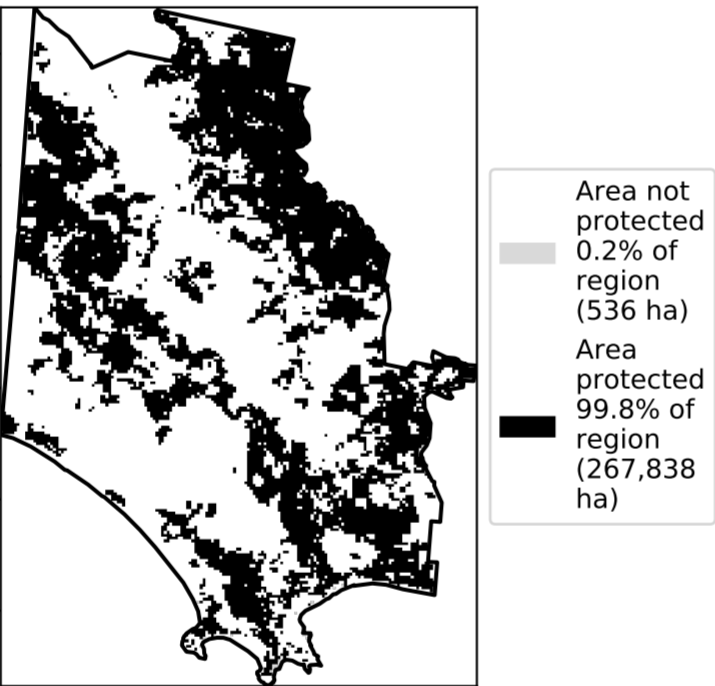 Area not
protected
0.2% of
region
(536 ha)
Area
protected
99.8% of
region
(267,838
ha)